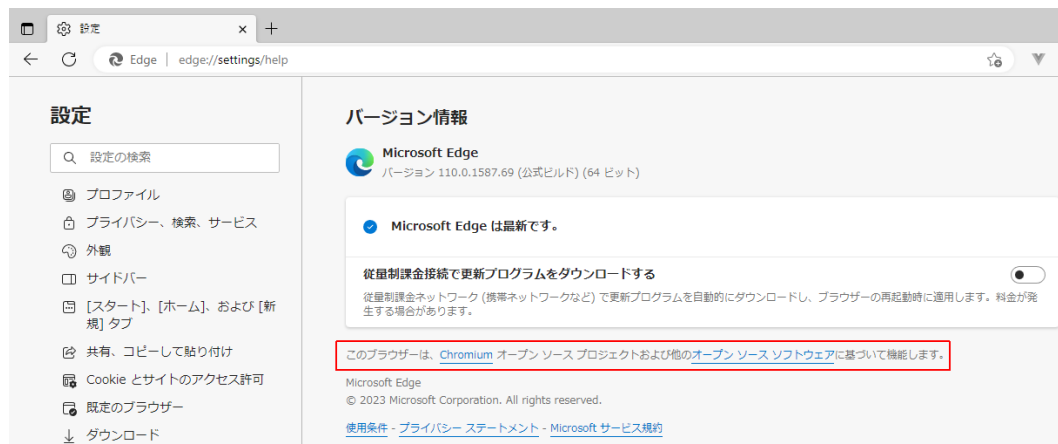 設定
Edge edge://settings/help
設定
設定の検索
プロファイル
プライバシー、検索、サービス
外観
サイドバー
[スタート]、[ホーム]、および [新
規] タブ
共有、コピーして貼り付け
Cookie とサイトのアクセス許可
既定のブラウザー
ダウンロード
バージョン情報
Microsoft Edge
バージョン 110.0.1587.69 (公式ビルド) (64 ビット)
Microsoft Edge は最新です。
従量制課金接続で更新プログラムをダウンロードする
従量制課金ネットワーク (携帯ネットワークなど) で更新プログラムを自動的にダウンロードし、ブラウザーの再起動時に適用します。料金が発
生する場合があります。
このブラウザーは、Chromium オープン ソース プロジェクトおよび他のオープン ソース ソフトウェアに基づいて機能します。
Microsoft Edge
© 2023 Microsoft Corporation. All rights reserved.
使用条件 - プライバシー ステートメント - Microsoft サービス規約